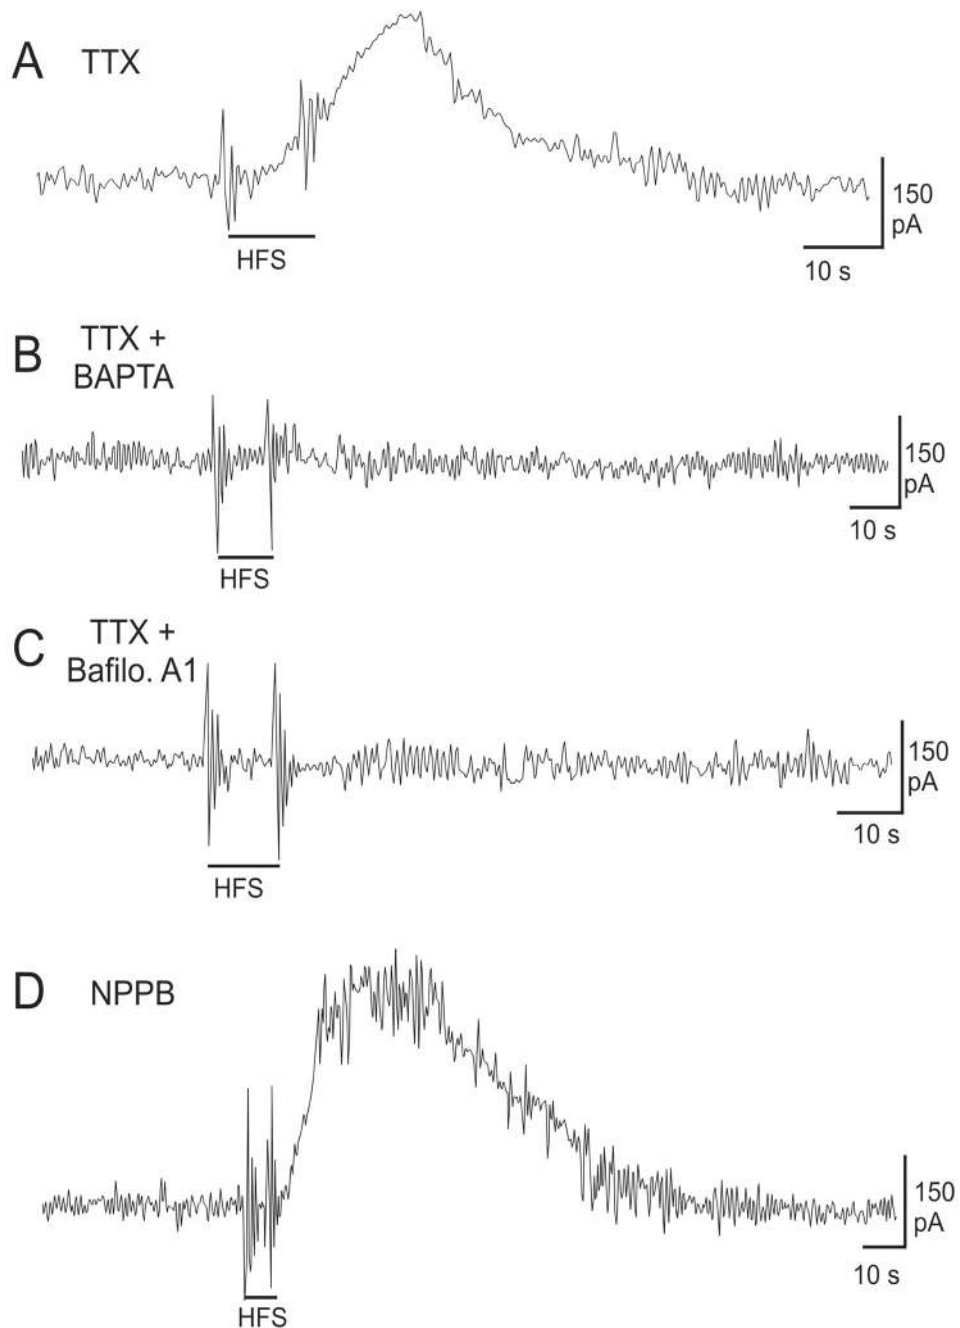 A TTX
150
pA
HFS
10 s
B TTX +
BAPTA
150
pA
10 s
HFS
C TTX +
Bafilo. A1
150
pA
10 s
HFS
D NPPB
150
pA
10 s
HFS